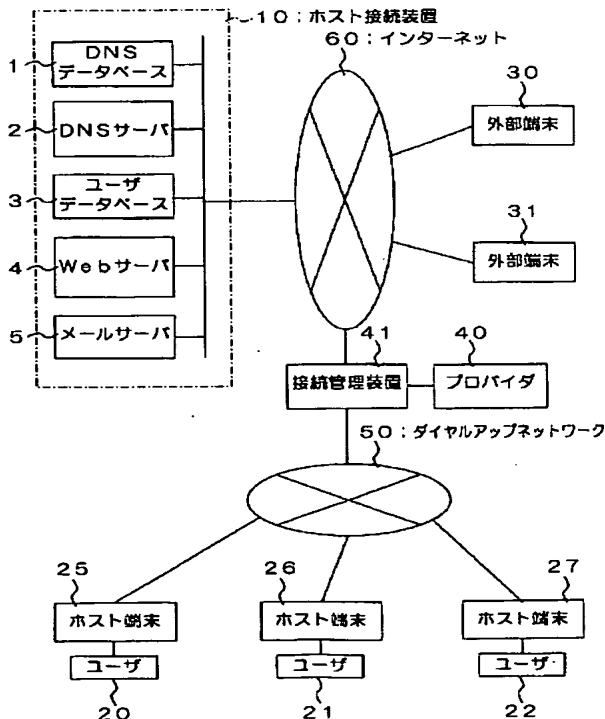 10：ホスト接続装置
60：インターネット
1
DNS
データベース
2
DNSサーバ
3
ユーザ
データベース
4
Webサーバ
5
メールサーバ
30
外部端末
31
外部端末
41
接続管理装置
40
プロバイダ
50：ダイヤルアップネットワーク
25
ホスト端末
ユーザ
20
26
ホスト端末
ユーザ
21
27
ホスト端末
ユーザ
22